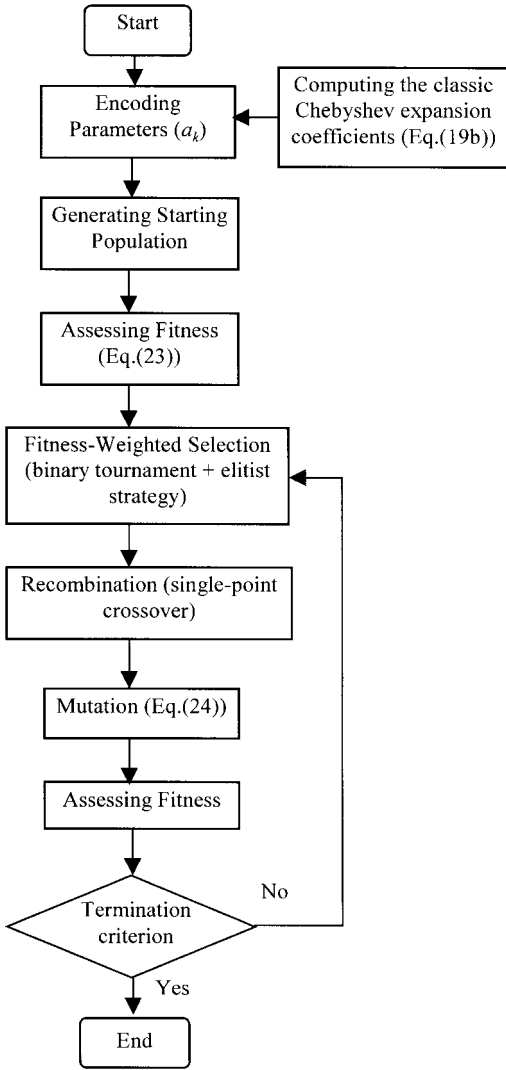 Start
Encoding
Parameters (aₖ)
Computing the classic
Chebyshev expansion
coefficients (Eq.(19b))
Generating Starting
Population
Assessing Fitness
(Eq.(23))
Fitness-Weighted Selection
(binary tournament + elitist
strategy)
Recombination (single-point
crossover)
Mutation (Eq.(24))
Assessing Fitness
Termination
criterion
No
Yes
End